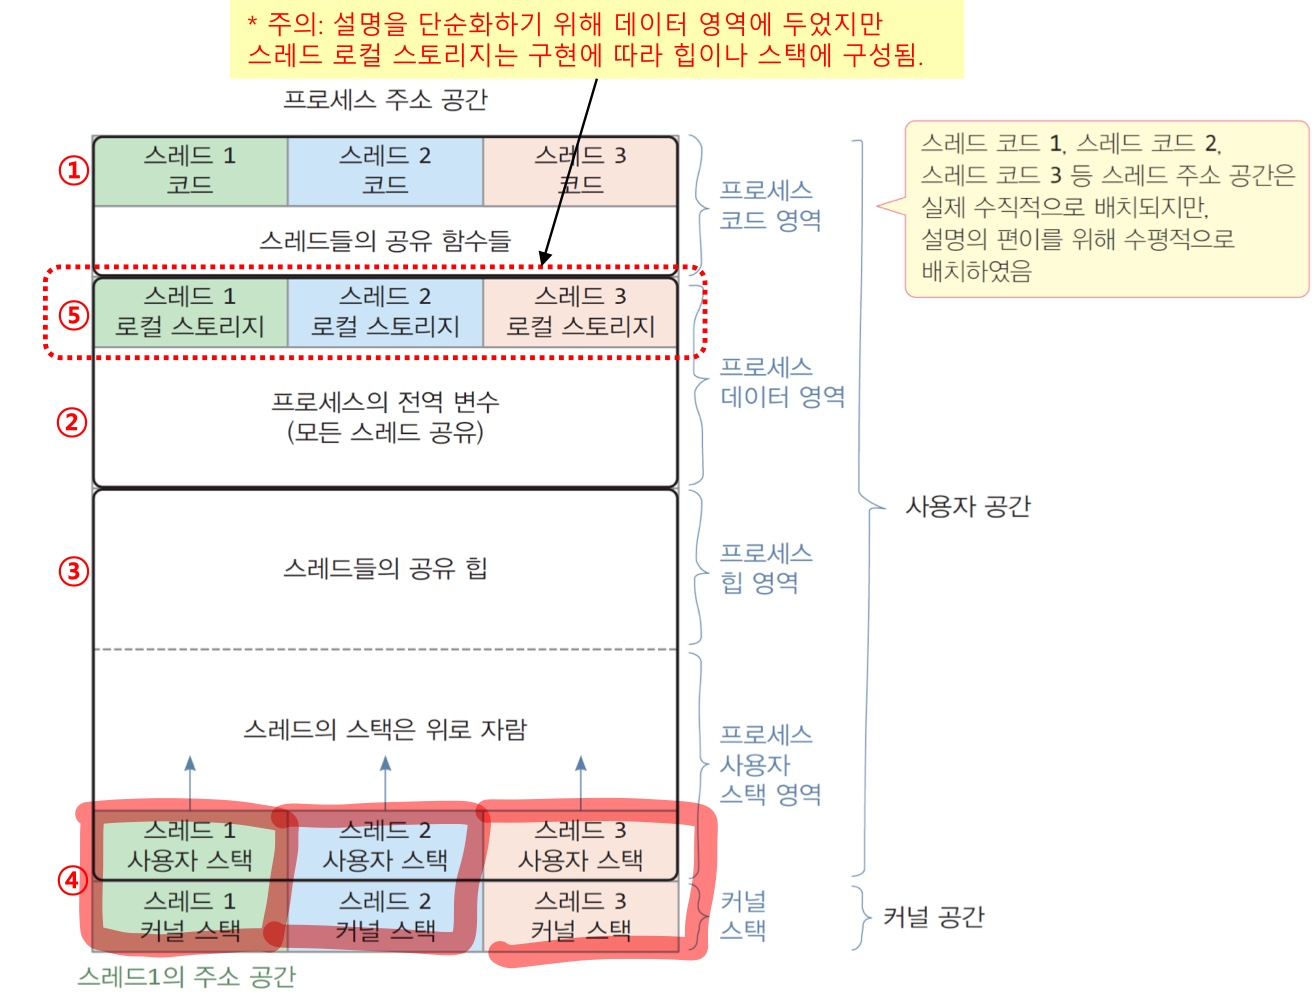 * 주의: 설명을 단순화하기 위해 데이터 영역에 두었지만
스레드 로컬 스토리지는 구현에 따라 힙이나 스택에 구성됨.
프로세스 주소 공간
①
스레드 1
코드
스레드 2
코드
스레드 3
코드
스레드들의 공유 함수들
프로세스
코드 영역
스레드 코드 1, 스레드 코드 2,
스레드 코드 3 등 스레드 주소 공간은
실제 수직적으로 배치되지만,
설명의 편이를 위해 수평적으로
배치하였음
⑤
스레드 1
로컬 스토리지
스레드 2
로컬 스토리지
스레드 3
로컬 스토리지
②
프로세스의 전역 변수
(모든 스레드 공유)
프로세스
데이터 영역
③
스레드들의 공유 힙
프로세스
힙 영역
사용자 공간
스레드의 스택은 위로 자람
프로세스
사용자
스택 영역
④
스레드 1
사용자 스택
스레드 2
사용자 스택
스레드 3
사용자 스택
스레드 1
커널 스택
스레드 2
커널 스택
스레드 3
커널 스택
커널
스택
커널 공간
스레드1의 주소 공간